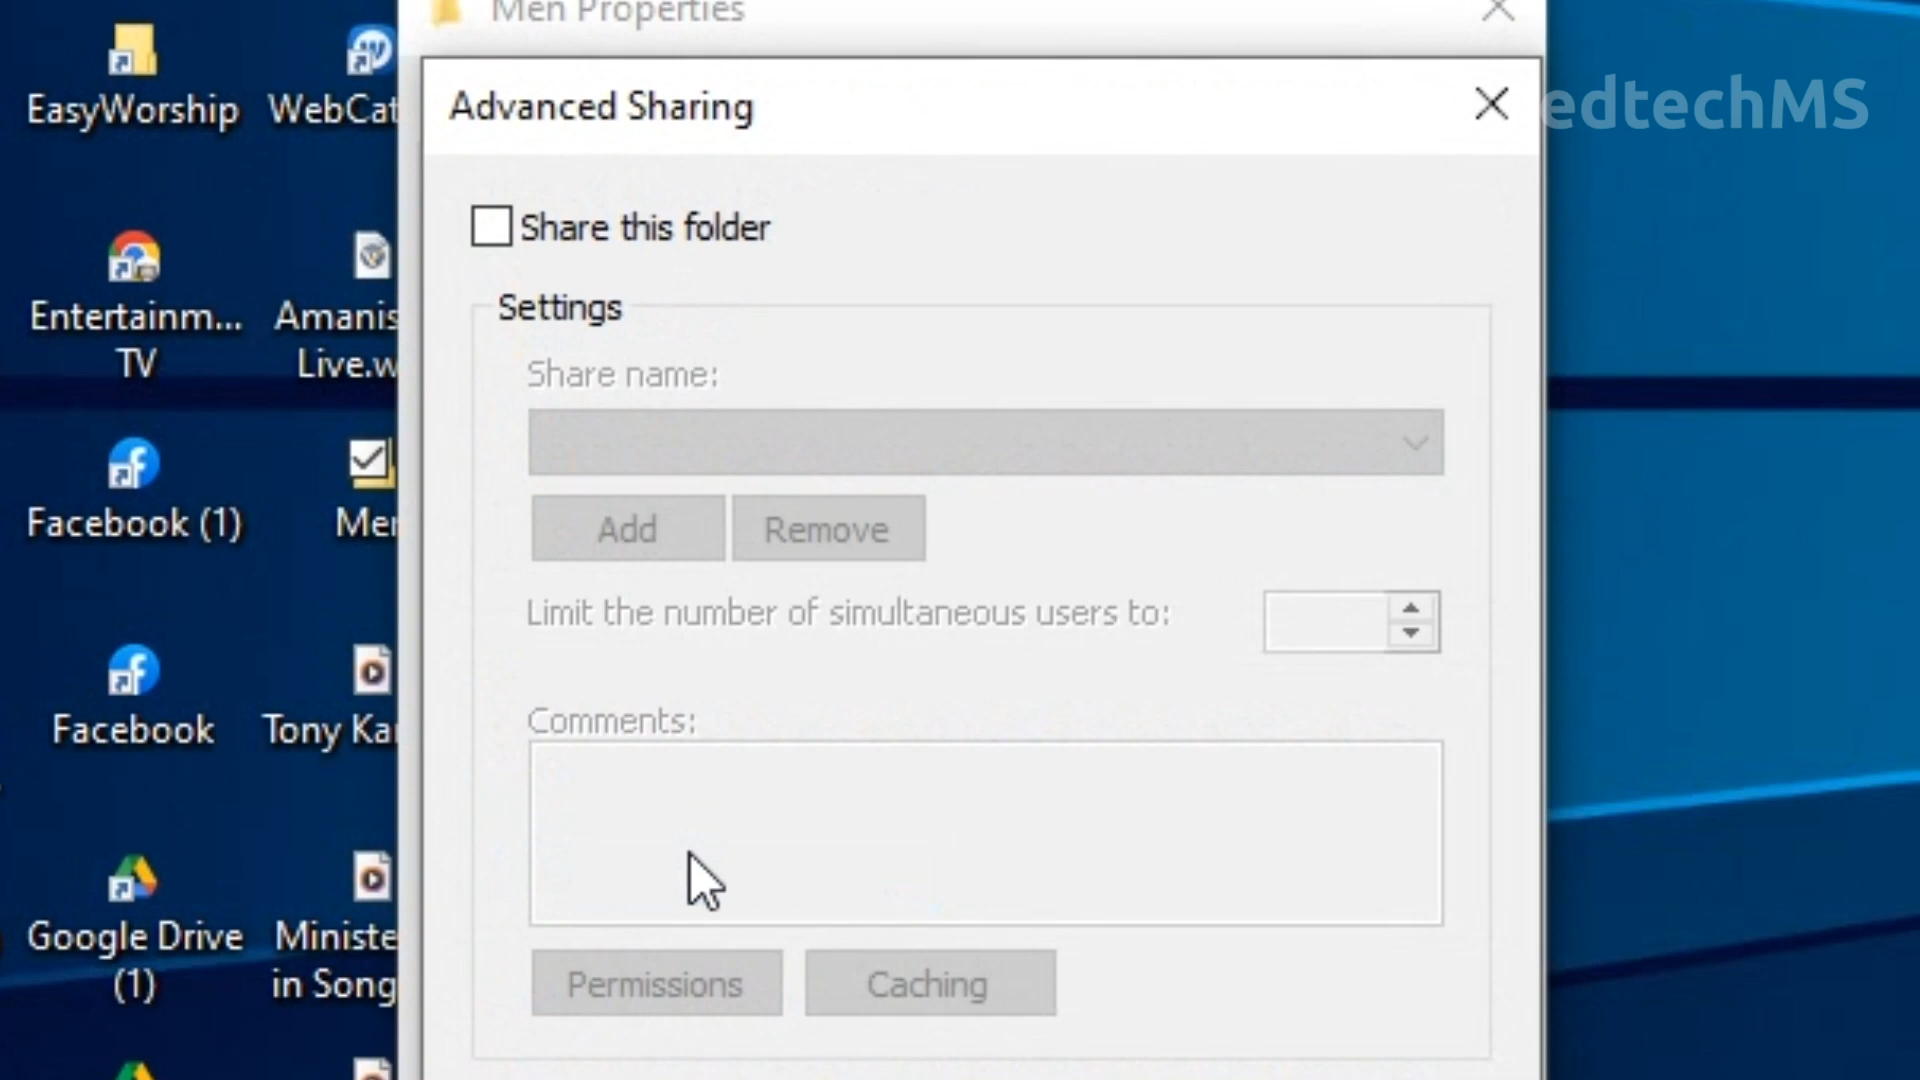 Men Properties
Advanced Sharing
edtechMS
Share this folder
Settings
Share name:
Add
Remove
Limit the number of simultaneous users to:
Comments:
Permissions
Caching
EasyWorship
WebCat
Entertainm...
TV
Amanis
Live.w
Facebook (1)
Men
Facebook
Tony Kar
Google Drive
(1)
Ministe
in Song